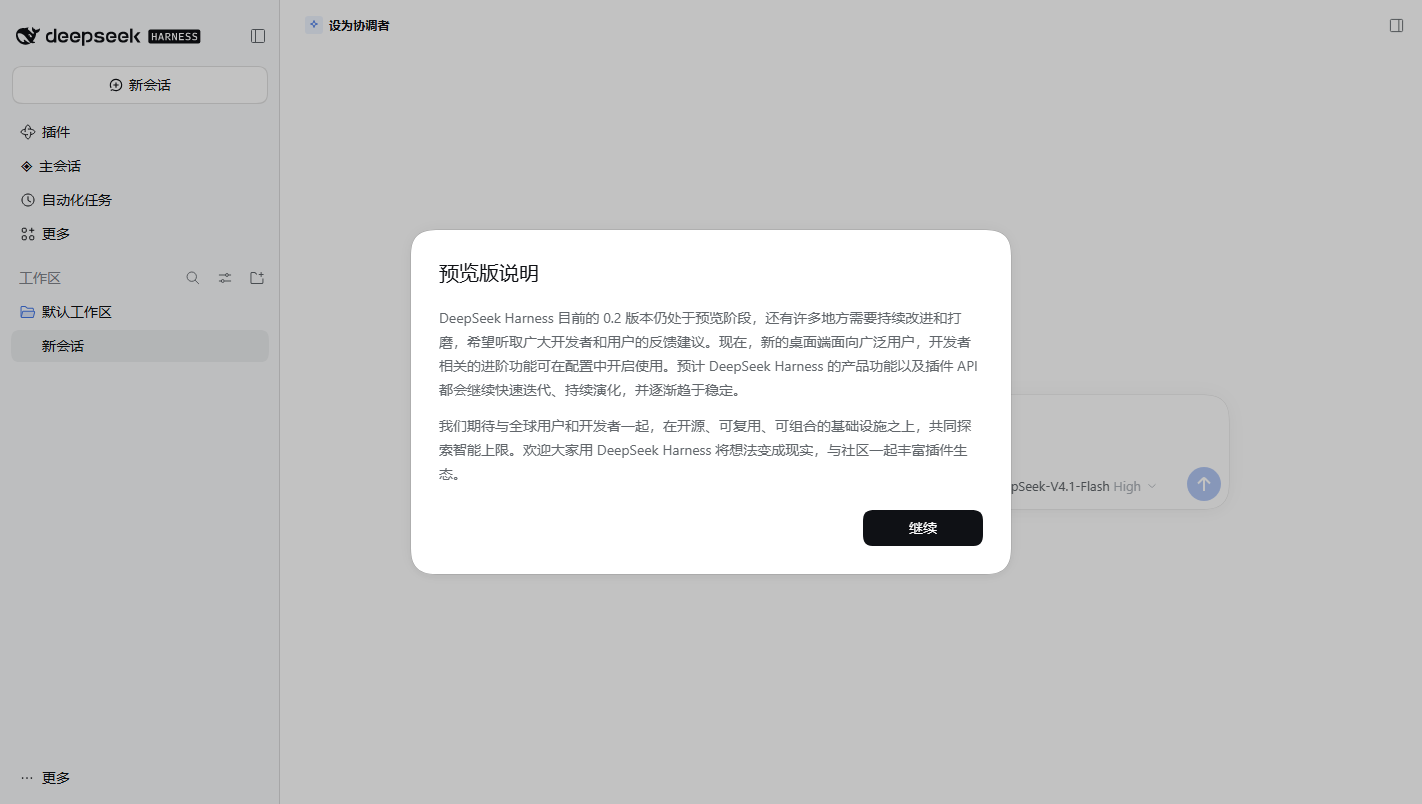 deepseek HARNESS
新会话
插件
主会话
自动化任务
更多
工作区
默认工作区
新会话
更多
设为协调者
预览版说明
DeepSeek Harness 目前的 0.2 版本仍处于预览阶段，还有许多地方需要持续改进和打
磨，希望听取广大开发者和用户的反馈建议。现在，新的桌面端面向广泛用户，开发者
相关的进阶功能可在配置中开启使用。预计 DeepSeek Harness 的产品功能以及插件 API
都会继续快速迭代、持续演化，并逐渐趋于稳定。
我们期待与全球用户和开发者一起，在开源、可复用、可组合的基础设施之上，共同探
索智能上限。欢迎大家用 DeepSeek Harness 将想法变成现实，与社区一起丰富插件生
态。
继续
pSeek-V4.1-Flash High